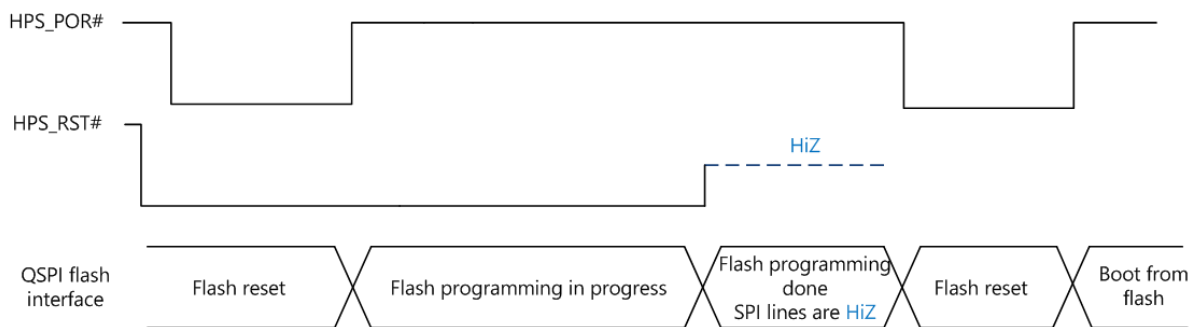 HPS_POR#
HPS_RST#
HiZ
QSPI flash
interface
Flash reset
Flash programming in progress
Flash programming
done
SPI lines are HiZ
Flash reset
Boot from
flash